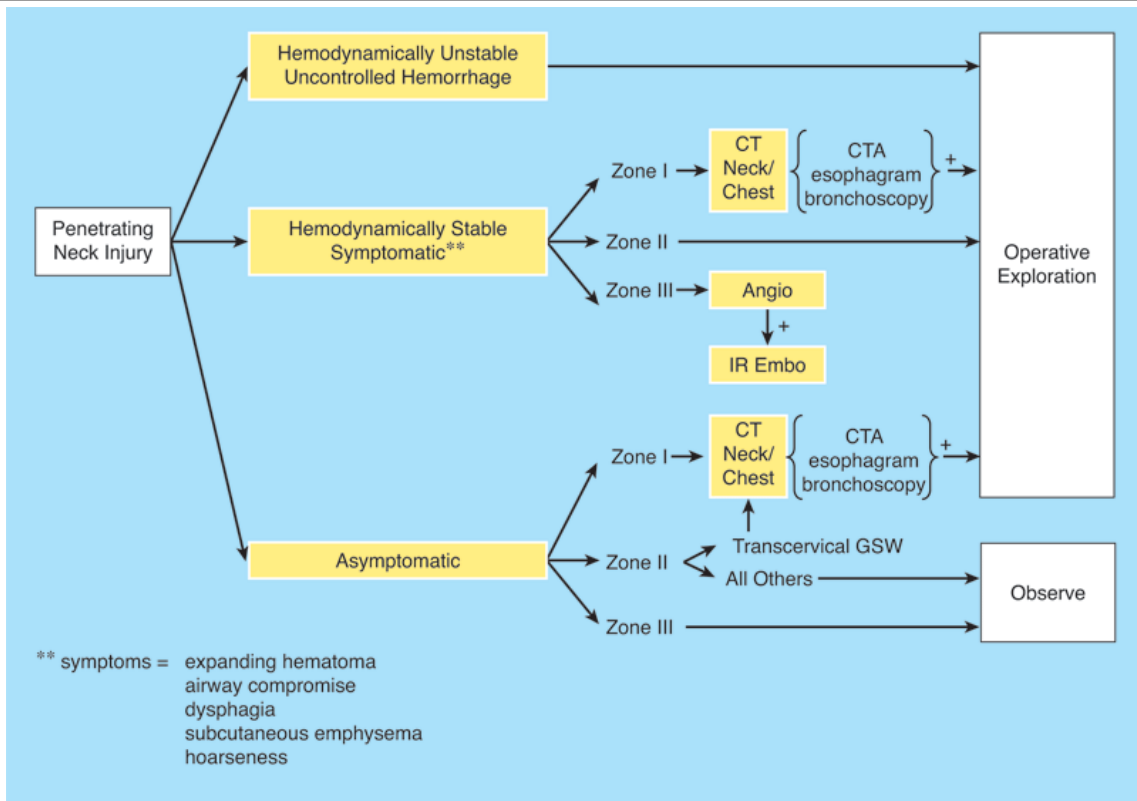 Hemodynamically Unstable
Uncontrolled Hemorrhage
Penetrating
Neck Injury
Hemodynamically Stable
Symptomatic**
Zone I
CT
Neck/
Chest
CTA
esophagram
bronchoscopy
+
Zone II
Zone III
Angio
+
IR Embo
Operative
Exploration
Asymptomatic
Zone I
CT
Neck/
Chest
CTA
esophagram
bronchoscopy
+
Zone II
Transcervical GSW
All Others
Zone III
Observe
** symptoms = expanding hematoma
airway compromise
dysphagia
subcutaneous emphysema
hoarseness